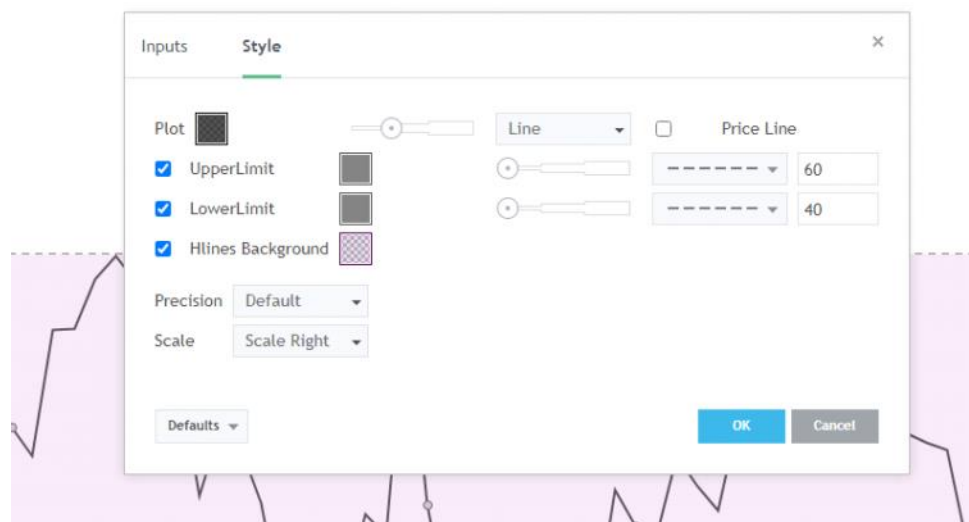 Inputs Style ×
Plot Line Price Line
UpperLimit 60
LowerLimit 40
Hlines Background
Precision Default
Scale Scale Right
Defaults OK Cancel